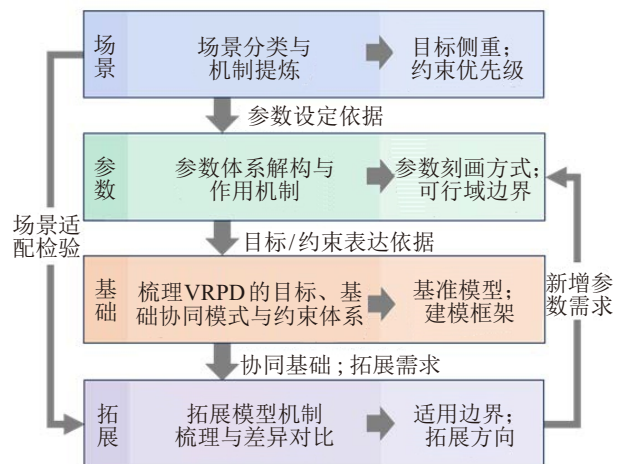 场景
场景分类与
机制提炼
目标侧重；
约束优先级
参数设定依据
参数
参数体系解构与
作用机制
参数刻画方式；
可行域边界
场景适
配检验
目标/约束表达依据
新增参
数需求
基础
梳理VRPD的目标、基
础协同模式与约束体系
基准模型；
建模框架
协同基础；拓展需求
拓展
拓展模型机制
梳理与差异对比
适用边界；
拓展方向